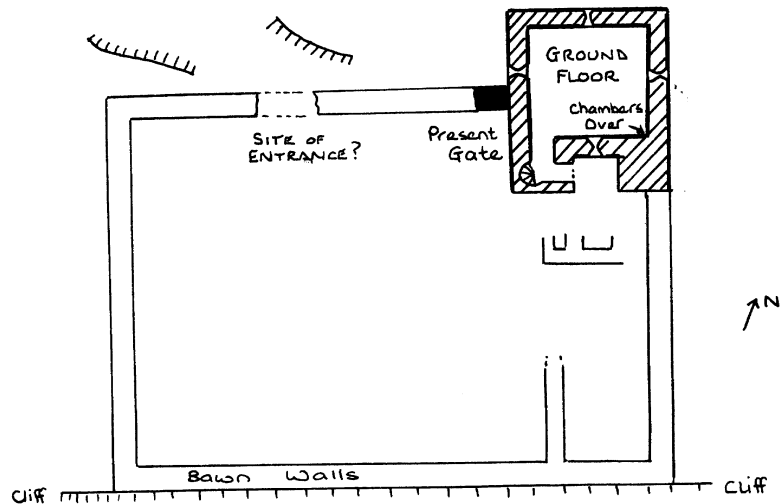 GROUND
FLOOR
Chambers
Over
SITE OF
ENTRANCE?
Present
Gate
N
Bawn Walls
Cliff
Cliff